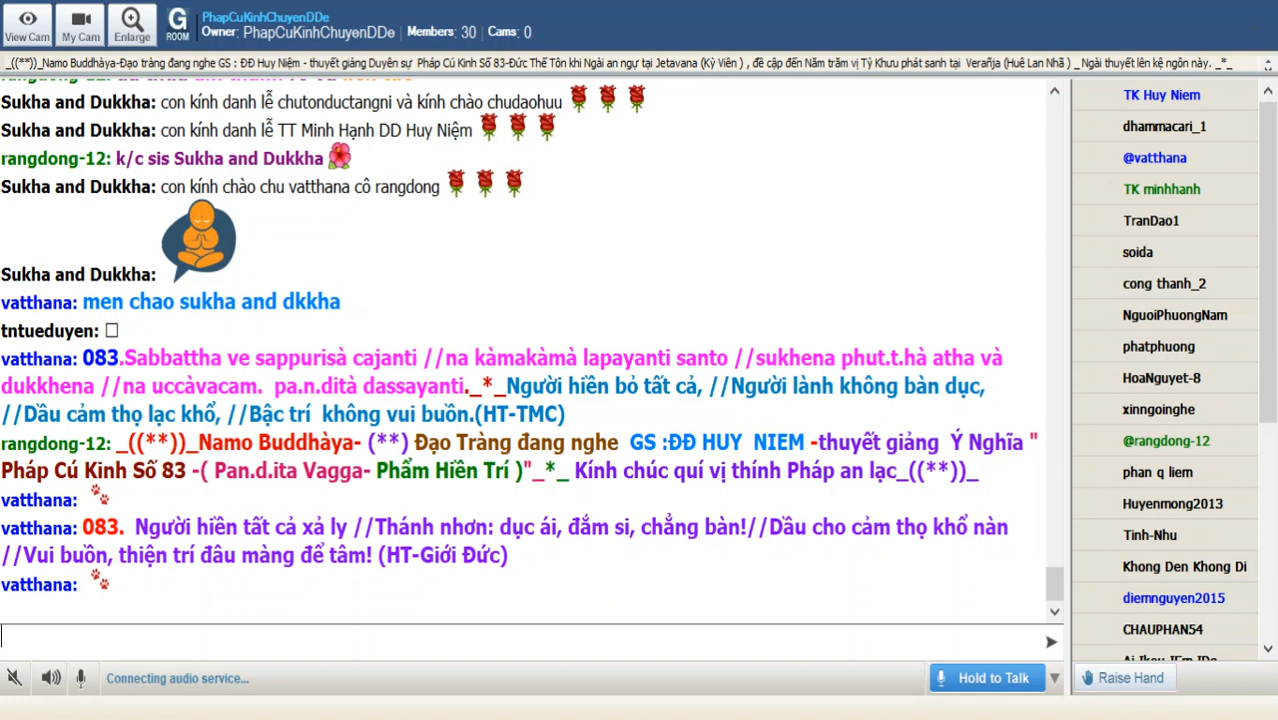 View Cam
My Cam
Enlarge
G
ROOM
PhapCuKinhChuyenDDe
Owner: PhapCuKinhChuyenDDe Members: 30 Cams: 0
_((**))_Namo Buddhàya-Đạo tràng đang nghe GS : ĐĐ Huy Niệm - thuyết giảng Duyên sự Pháp Cú Kinh Số 83-Đức Thế Tôn khi Ngài an ngự tại Jetavana (Kỳ Viên ) , đề cập đến Năm trăm vị Tỳ Khưu phát sanh tại Verañja (Huê Lan Nhã ) _Ngài thuyết lên kệ ngôn này. _*_
Sukha and Dukkha: con kính danh lễ chutonductangni và kính chào chudaohuu
Sukha and Dukkha: con kính danh lễ TT Minh Hạnh DD Huy Niệm
rangdong-12: k/c sis Sukha and Dukkha
Sukha and Dukkha: con kính chào chu vatthana cô rangdong
Sukha and Dukkha:
vatthana: men chao sukha and dkkha
tntueduyen:
vatthana: 083.Sabbattha ve sappurisà cajanti //na kàmakàmà lapayanti santo //sukhena phut.t.hà atha và
dukkhena //na uccàvacam. pa.n.dità dassayanti._*_Người hiền bỏ tất cả, //Người lành không bàn dục,
//Dầu cảm thọ lạc khổ, //Bậc trí không vui buồn.(HT-TMC)
rangdong-12: _((**))_Namo Buddhàya- (**) Đạo Tràng đang nghe GS :ĐĐ HUY NIEM -thuyết giảng Ý Nghĩa "
Pháp Cú Kinh Số 83 -( Pan.d.ita Vagga- Phẩm Hiền Trí )"_*_ Kính chúc quí vị thính Pháp an lạc_((**))_
vatthana:
vatthana: 083. Người hiền tất cả xả ly //Thánh nhơn: dục ái, đắm si, chẳng bàn!//Dầu cho cảm thọ khổ nàn
//Vui buồn, thiện trí đâu màng để tâm! (HT-Giới Đức)
vatthana:
TK Huy Niem
dhammacari_1
@vatthana
TK minhhanh
TranDao1
soida
cong thanh_2
NguoiPhuongNam
phatphuong
HoaNguyet-8
xinngoinghe
@rangdong-12
phan q liem
Huyenmong2013
Tinh-Nhu
Khong Den Khong Di
diemnguyen2015
CHAUPHAN54
Connecting audio service...
Hold to Talk
Raise Hand